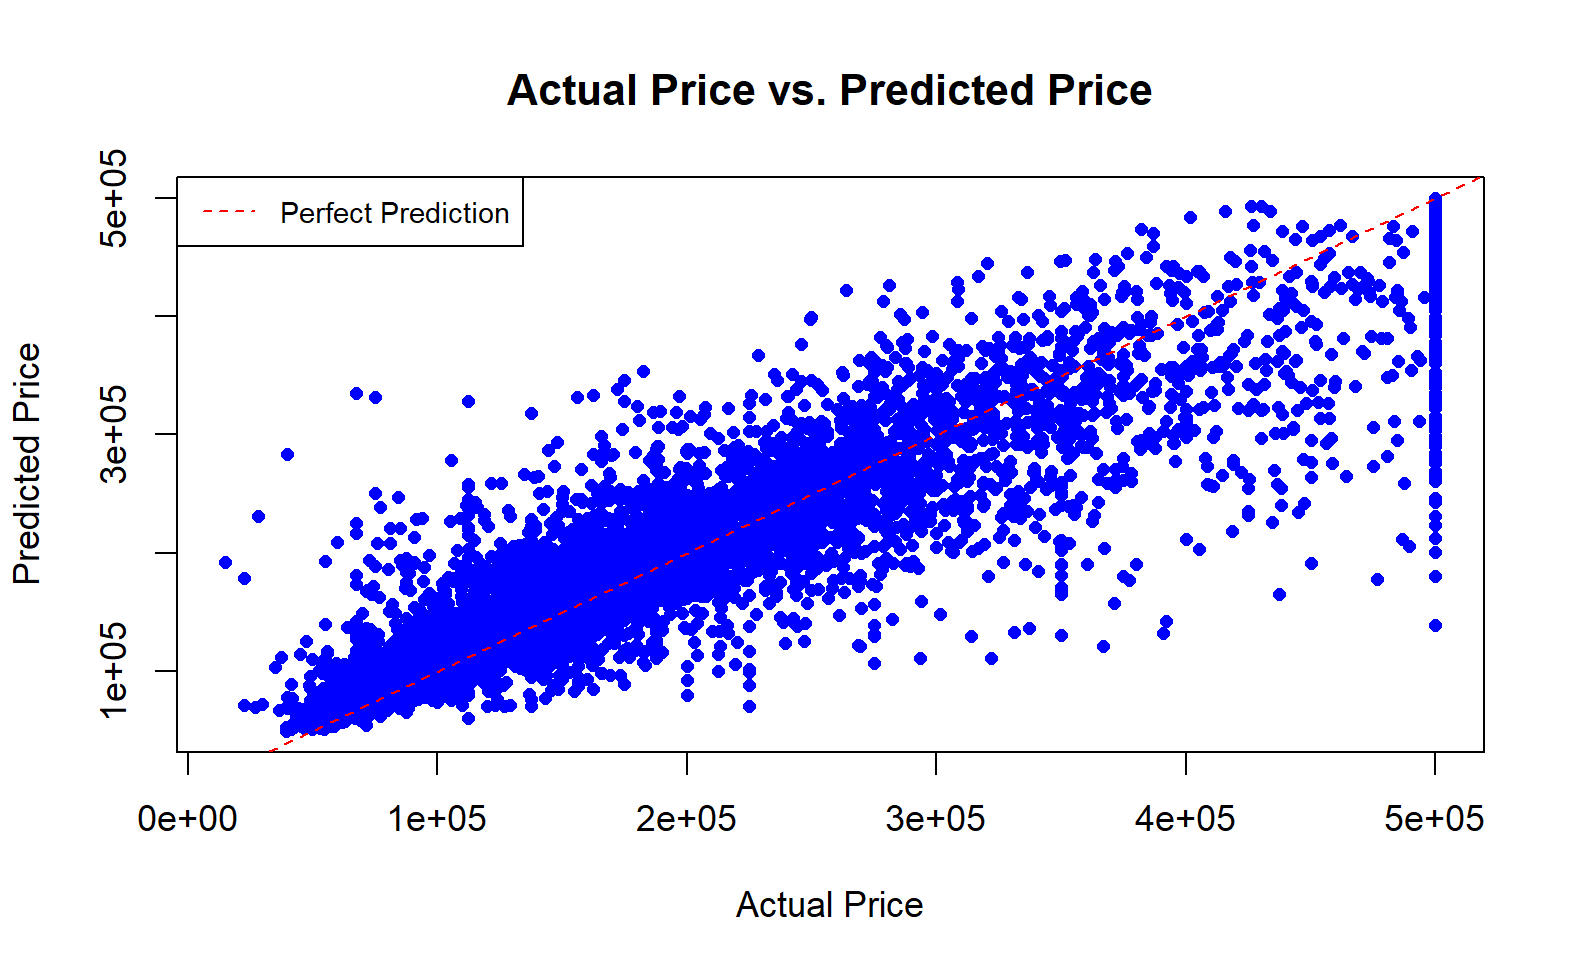 Actual Price vs. Predicted Price
Perfect Prediction
5e+05
3e+05
1e+05
Predicted Price
0e+00 1e+05 2e+05 3e+05 4e+05 5e+05
Actual Price